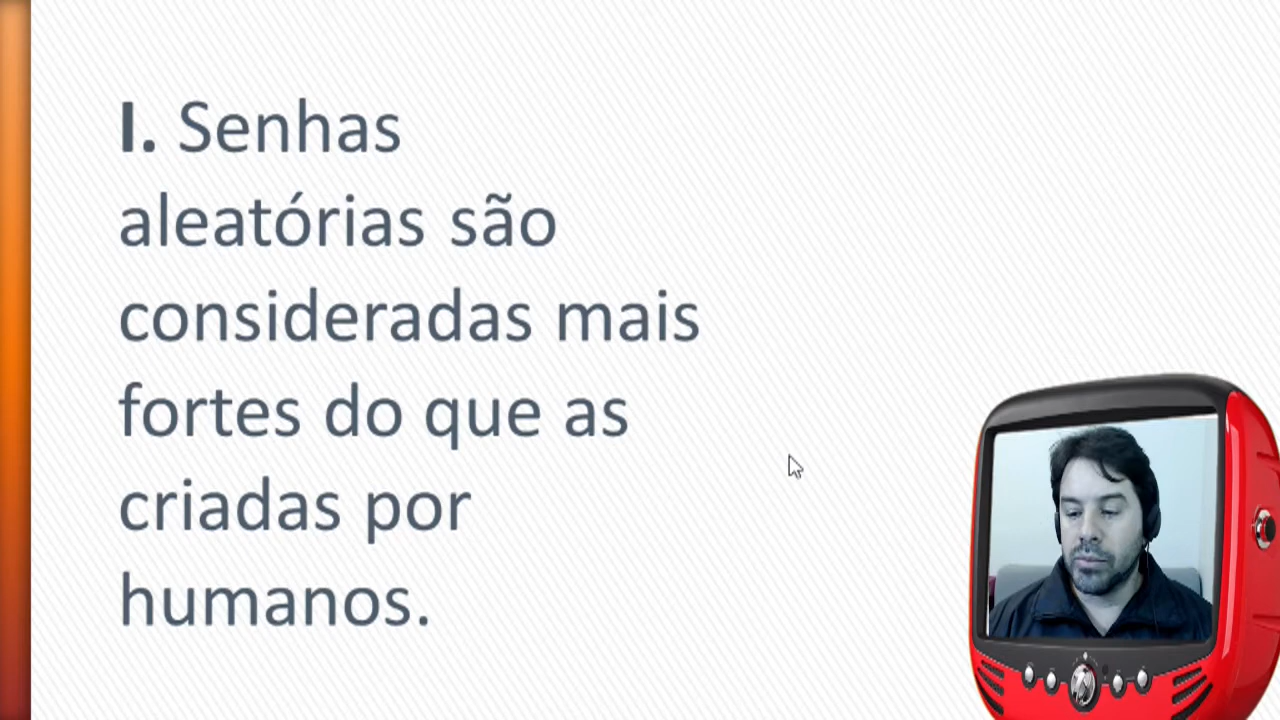 I. Senhas
aleatórias são
consideradas mais
fortes do que as
criadas por
humanos.